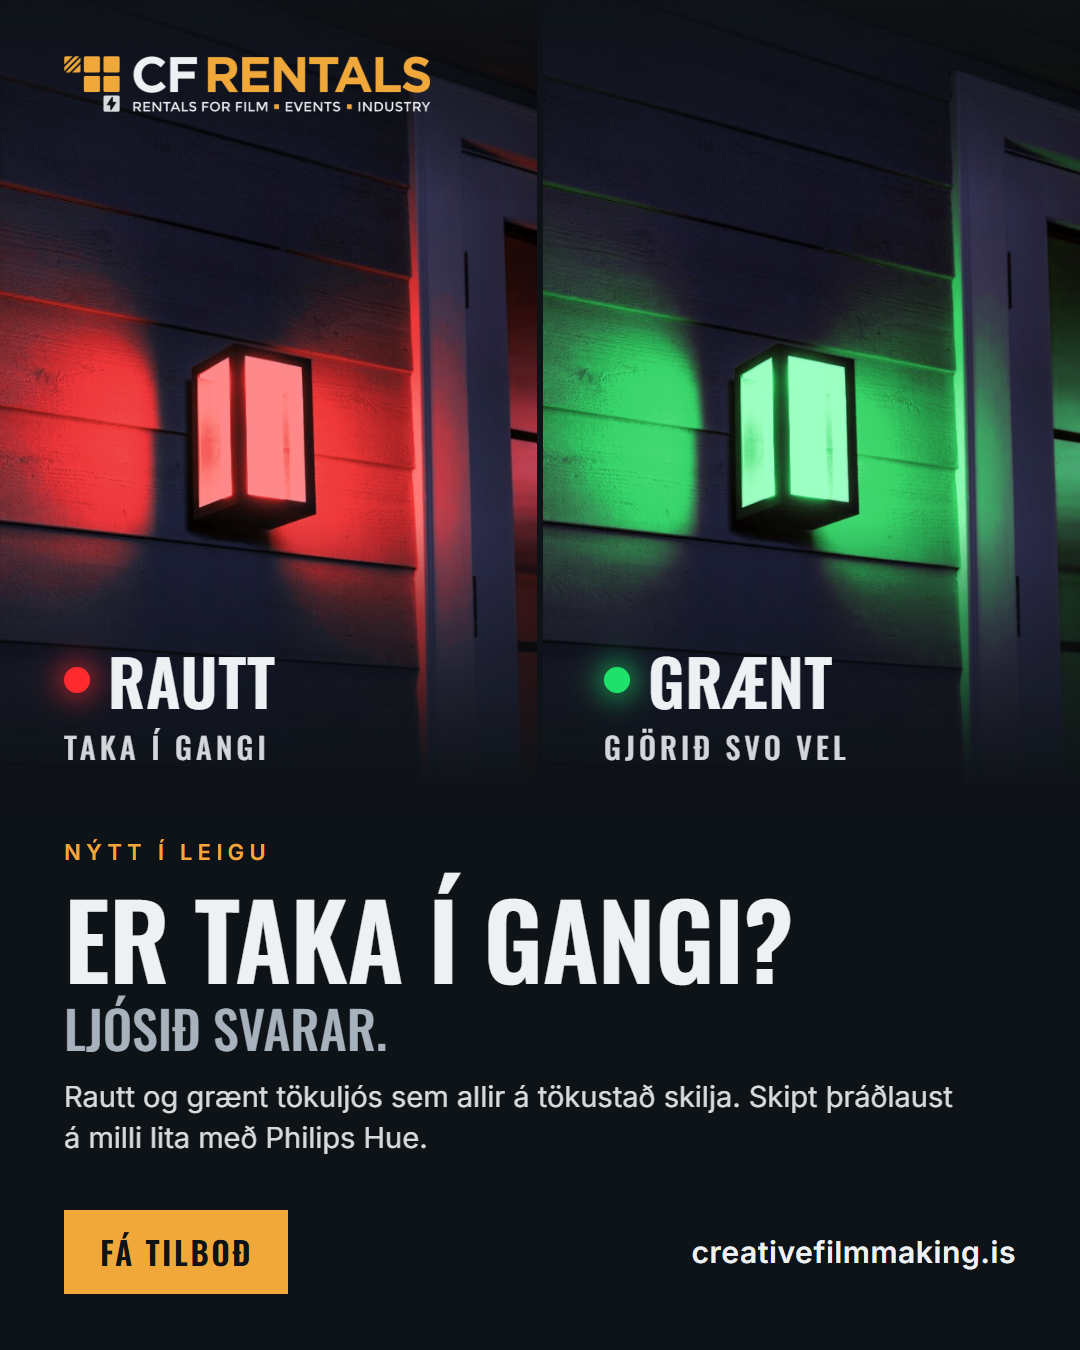 CF RENTALS
RENTALS FOR FILM ▪ EVENTS ▪ INDUSTRY
RAUTT
TAKA Í GANGI
GRÆNT
GJÖRIÐ SVO VEL
NÝTT Í LEIGU
ER TAKA Í GANGI?
LJÓSIÐ SVARAR.
Rautt og grænt tökuljós sem allir á tökustað skilja. Skipt þráðlaust
á milli lita með Philips Hue.
FÁ TILBOÐ
creativefilmmaking.is